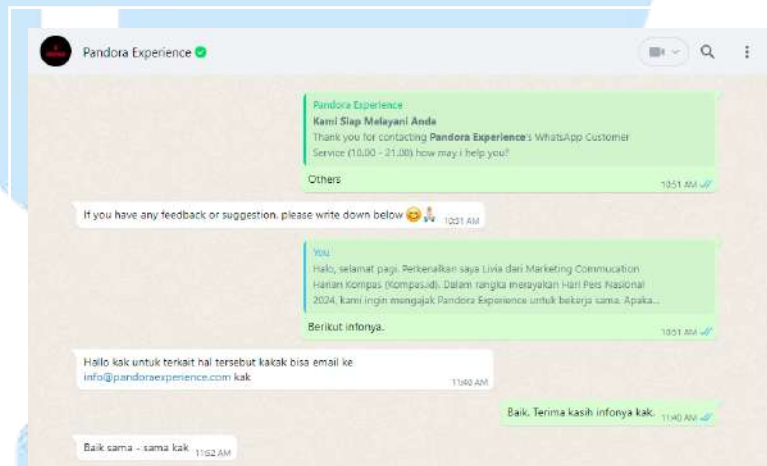 Pandora Experience
Pandora Experience
Kami Siap Melayani Anda
Thank you for contacting Pandora Experience's WhatsApp Customer
Service (10.00 - 21.00) how may i help you?
Others
10:51 AM
If you have any feedback or suggestion, please write down below 😊🙏
10:51 AM
You
Halo, selamat pagi. Perkenalkan saya Livia dari Marketing Commucation
Harian Kompas (Kompas.id). Dalam rangka merayakan Hari Pers Nasional
2024, kami ingin mengajak Pandora Experience untuk bekerja sama. Apaka...
Berikut infonya.
10:51 AM
Hallo kak untuk terkait hal tersebut kakak bisa email ke
info@pandoraexperience.com kak
11:40 AM
Baik. Terima kasih infonya kak.
11:40 AM
Baik sama - sama kak
11:52 AM